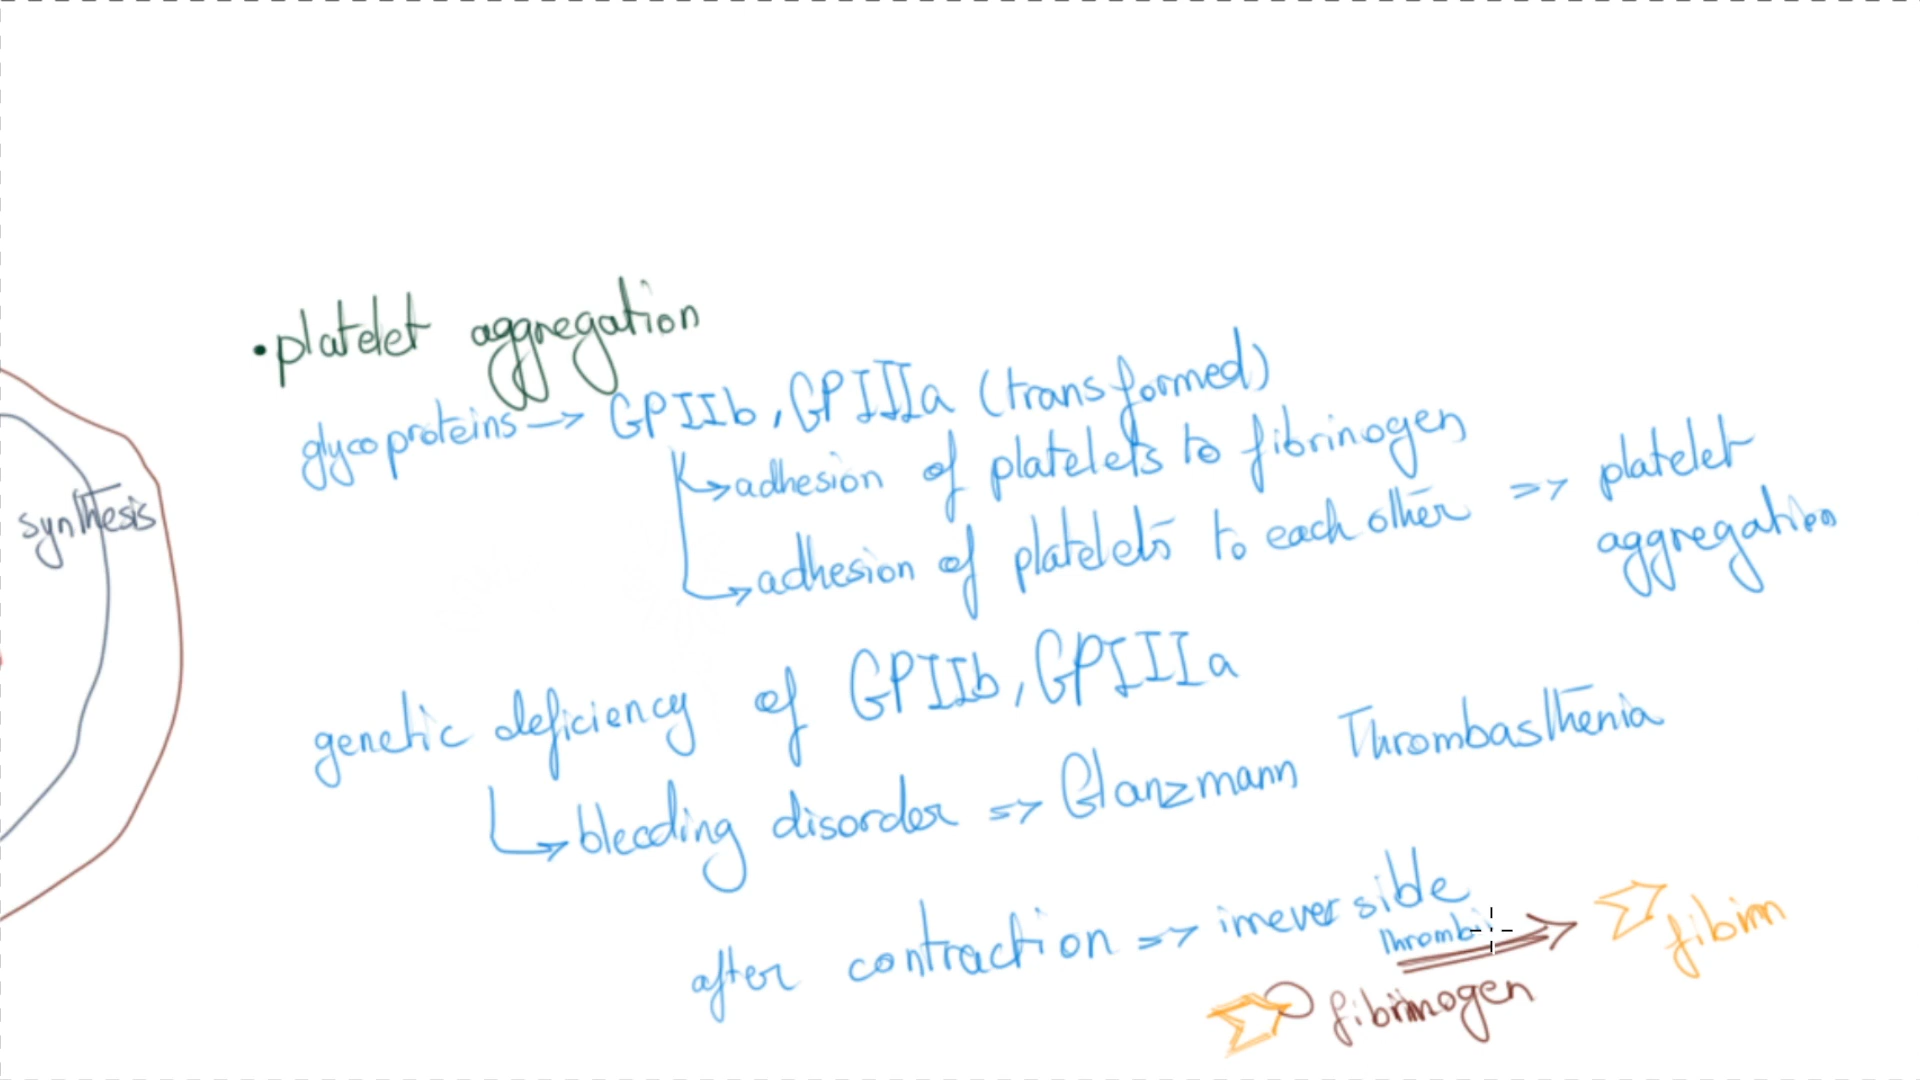 •platelet aggregation
glycoproteins → GPIIb, GPIIIa (transformed)
→ adhesion of platelets to fibrinogen
→ adhesion of platelets to each other => platelet aggregation
synthesis
genetic deficiency of GPIIb, GPIIIa
→ bleeding disorder => Glanzmann Thrombasthenia
after contraction => irreversible
Thrombi
fibrin
fibrinogen